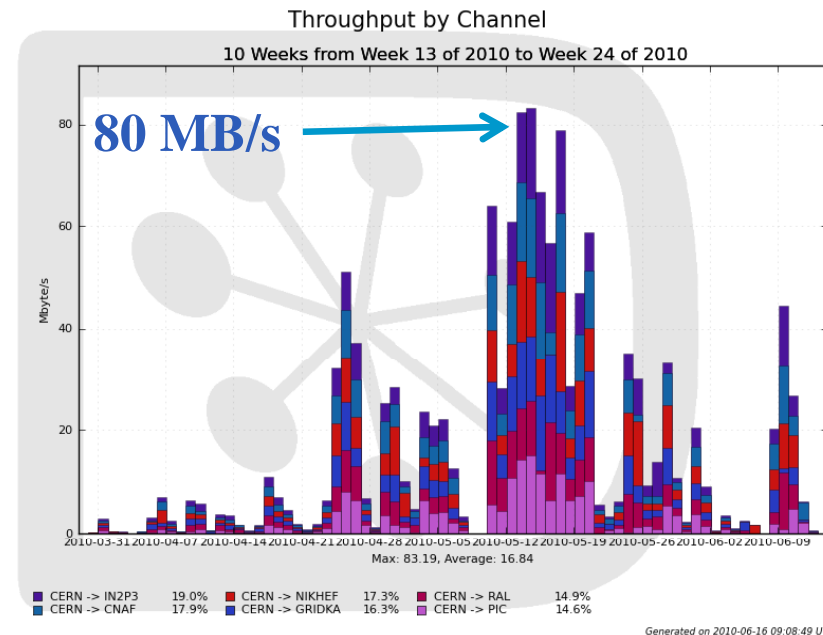 Throughput by Channel
10 Weeks from Week 13 of 2010 to Week 24 of 2010
80 MB/s
Mbyte/s
80
60
40
20
0
2010-03-31 2010-04-07 2010-04-14 2010-04-21 2010-04-28 2010-05-05 2010-05-12 2010-05-19 2010-05-26 2010-06-02 2010-06-09
Max: 83.19, Average: 16.84
CERN -> IN2P3 19.0% CERN -> NIKHEF 17.3% CERN -> RAL 14.9%
CERN -> CNAF 17.9% CERN -> GRIDKA 16.3% CERN -> PIC 14.6%
Generated on 2010-06-16 09:08:49 U